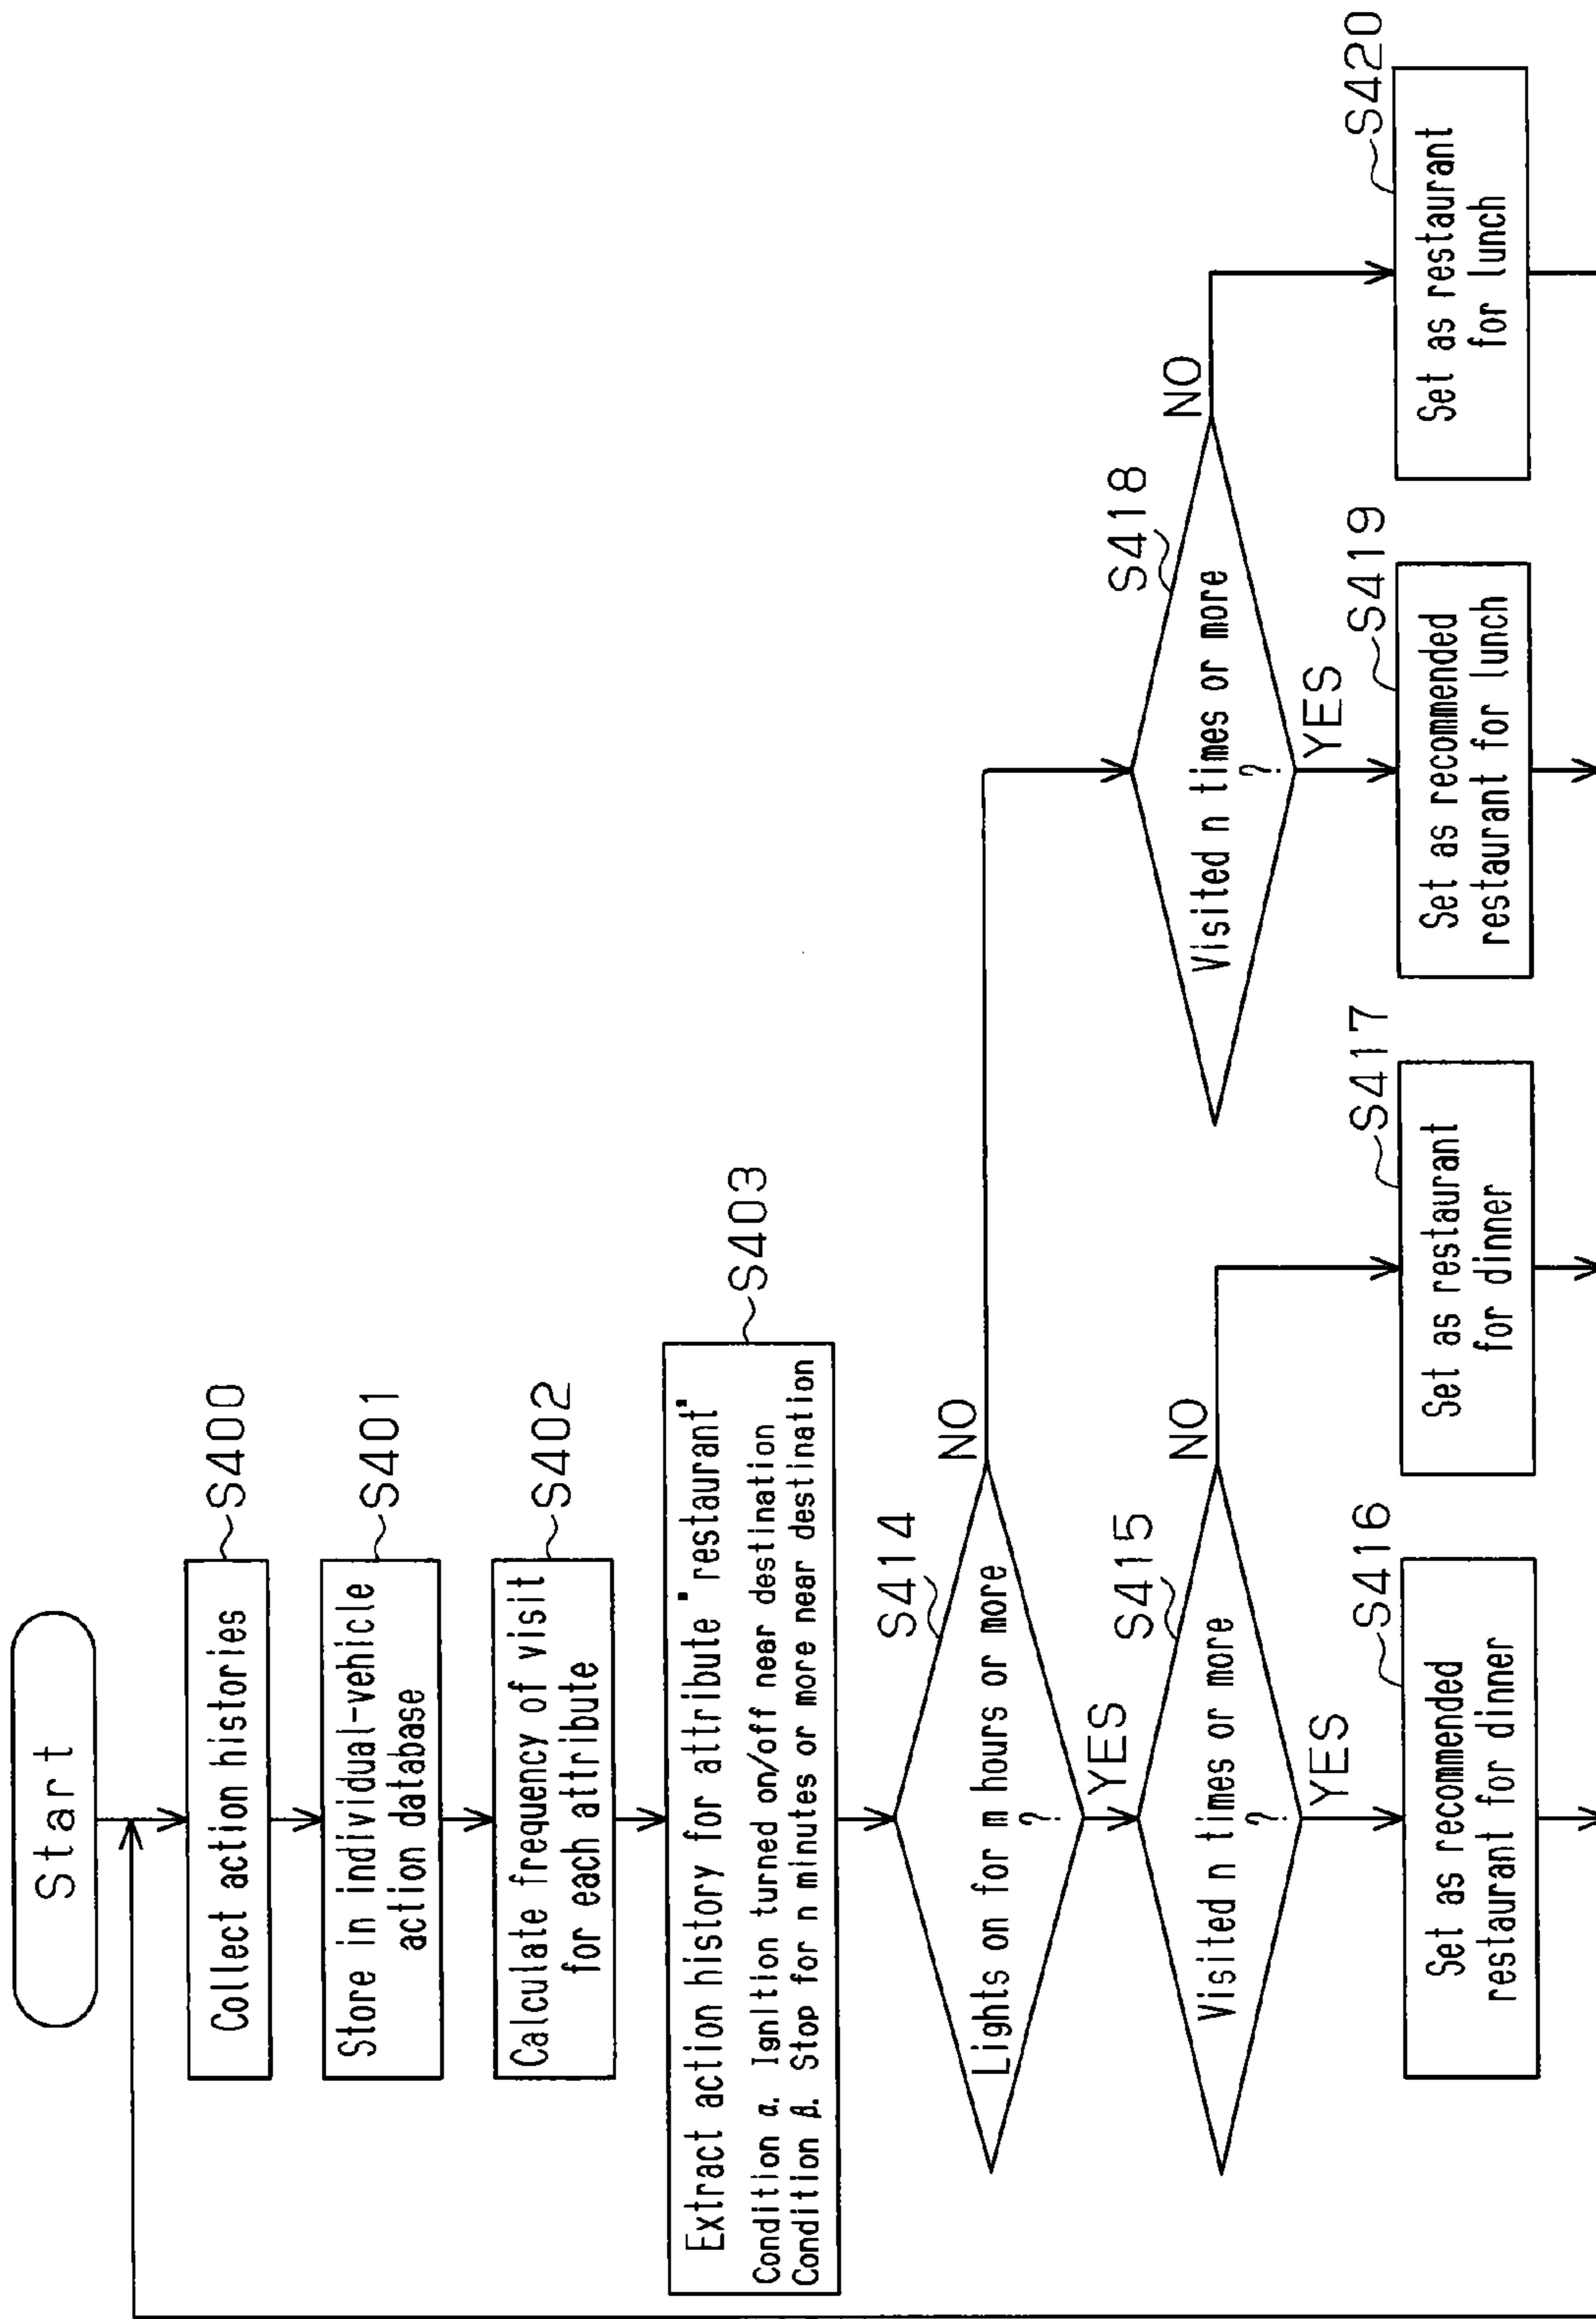 Start
Collect action histories
S400
Store in individual-vehicle
action database
S401
Calculate frequency of visit
for each attribute
S402
Extract action history for attribute "restaurant"
Condition α. Ignition turned on/off near destination
Condition β. Stop for n minutes or more near destination
S403
Lights on for m hours or more
?
S414
NO
YES
Visited n times or more
?
S415
NO
YES
Visited n times or more
?
S418
NO
YES
Set as recommended
restaurant for dinner
S416
Set as restaurant
for dinner
S417
Set as recommended
restaurant for lunch
S419
Set as restaurant
for lunch
S420